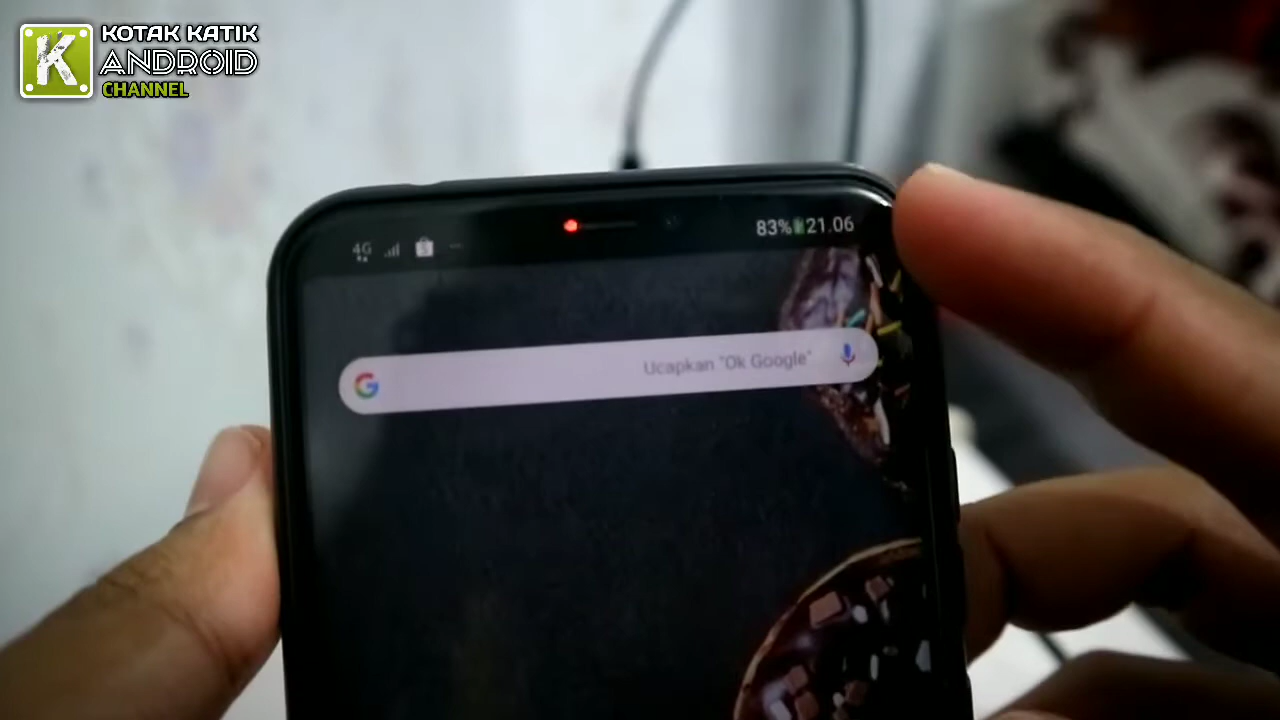 KOTAK KATIK
ANDROID
CHANNEL
4G
83% 21.06
Ucapkan "Ok Google"